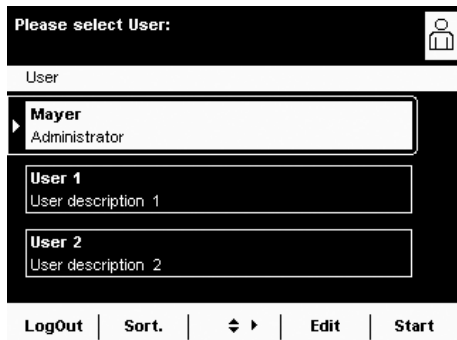 Please select User:
User
Mayer
Administrator
User 1
User description 1
User 2
User description 2
LogOut Sort. Edit Start